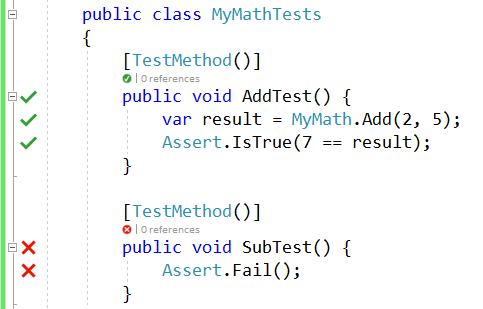 public class MyMathTests
{
[TestMethod()]
| 0 references
public void AddTest() {
var result = MyMath.Add(2, 5);
Assert.IsTrue(7 == result);
}
[TestMethod()]
| 0 references
public void SubTest() {
Assert.Fail();
}